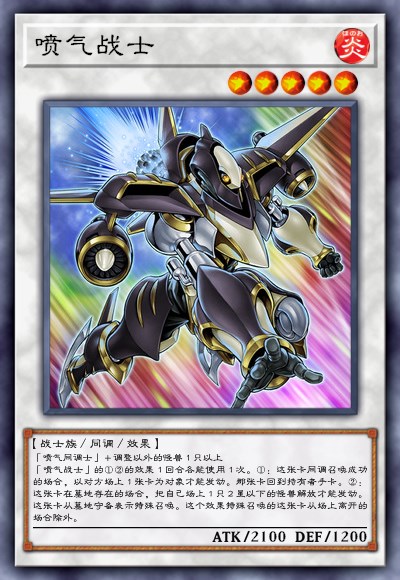 喷气战士
ほのお
炎
【战士族／同调／效果】
「喷气同调士」＋调整以外的怪兽1只以上
「喷气战士」的①②的效果1回合各能使用1次。①：这张卡同调召唤成功
的场合，以对方场上1张卡为对象才能发动。那张卡回到持有者手卡。②：
这张卡在墓地存在的场合，把自己场上1只2星以下的怪兽解放才能发动。
这张卡从墓地守备表示特殊召唤。这个效果特殊召唤的这张卡从场上离开的
场合除外。
ATK/2100 DEF/1200